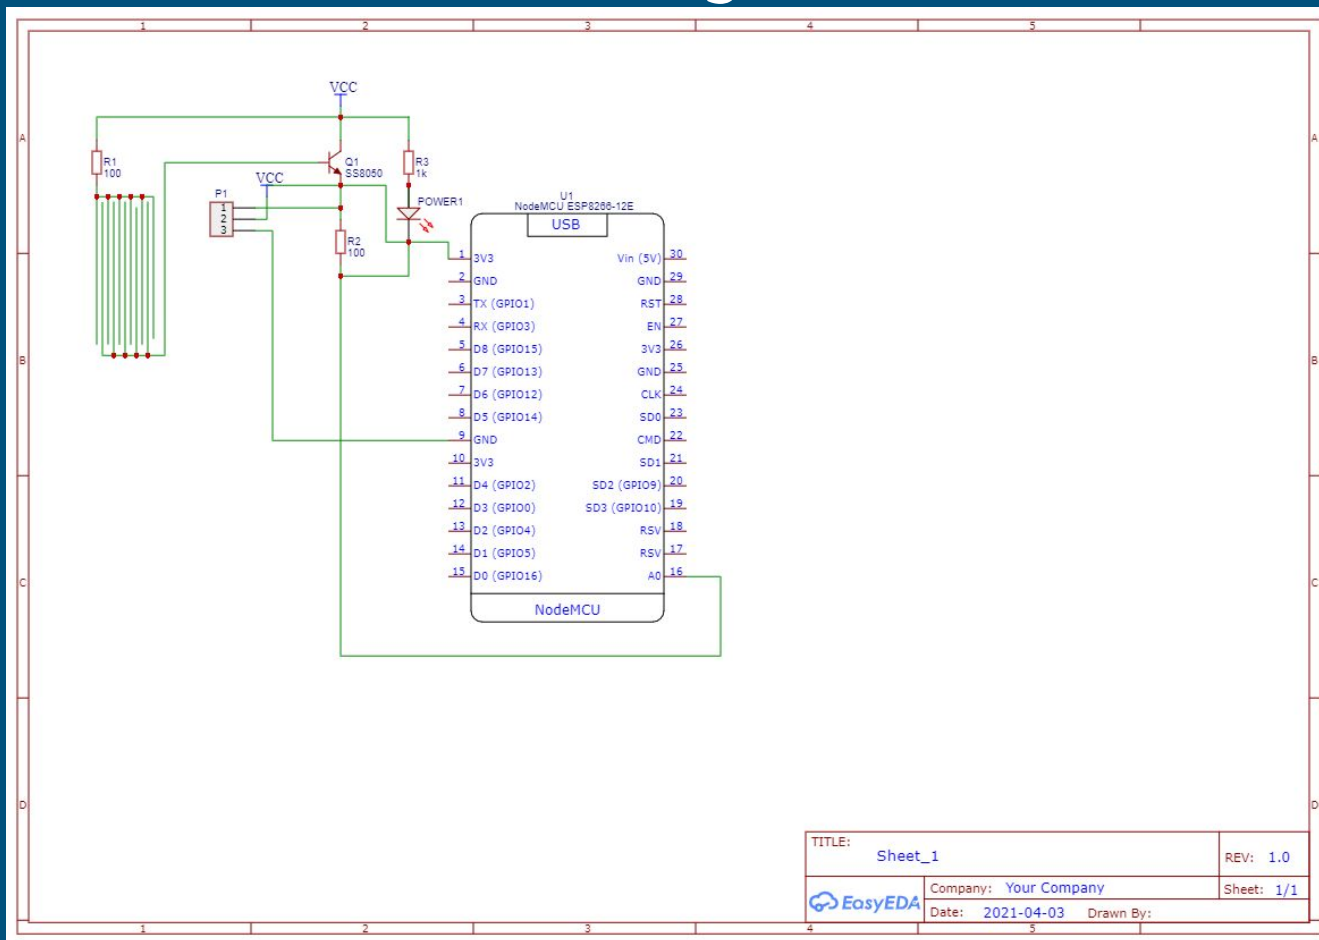 1 2 3 4 5
A A
VCC
R1
100
Q1
SS8050
R3
1k
VCC
P1
1
2
3
POWER1
R2
100
U1
NodeMCU ESP8266-12E
USB
1 3V3 Vin (5V) 30
2 GND GND 29
3 TX (GPIO1) RST 28
4 RX (GPIO3) EN 27
5 D8 (GPIO15) 3V3 26
6 D7 (GPIO13) GND 25
7 D6 (GPIO12) CLK 24
8 D5 (GPIO14) SD0 23
9 GND CMD 22
10 3V3 SD1 21
11 D4 (GPIO2) SD2 (GPIO9) 20
12 D3 (GPIO0) SD3 (GPIO10) 19
13 D2 (GPIO4) RSV 18
14 D1 (GPIO5) RSV 17
15 D0 (GPIO16) A0 16
NodeMCU
B B
C C
D D
TITLE:
Sheet_1
REV: 1.0
EasyEDA
Company: Your Company
Sheet: 1/1
Date: 2021-04-03 Drawn By:
1 2 3 4 5